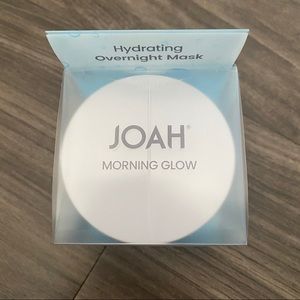 Hydrating
Overnight Mask
JOAH®
MORNING GLOW